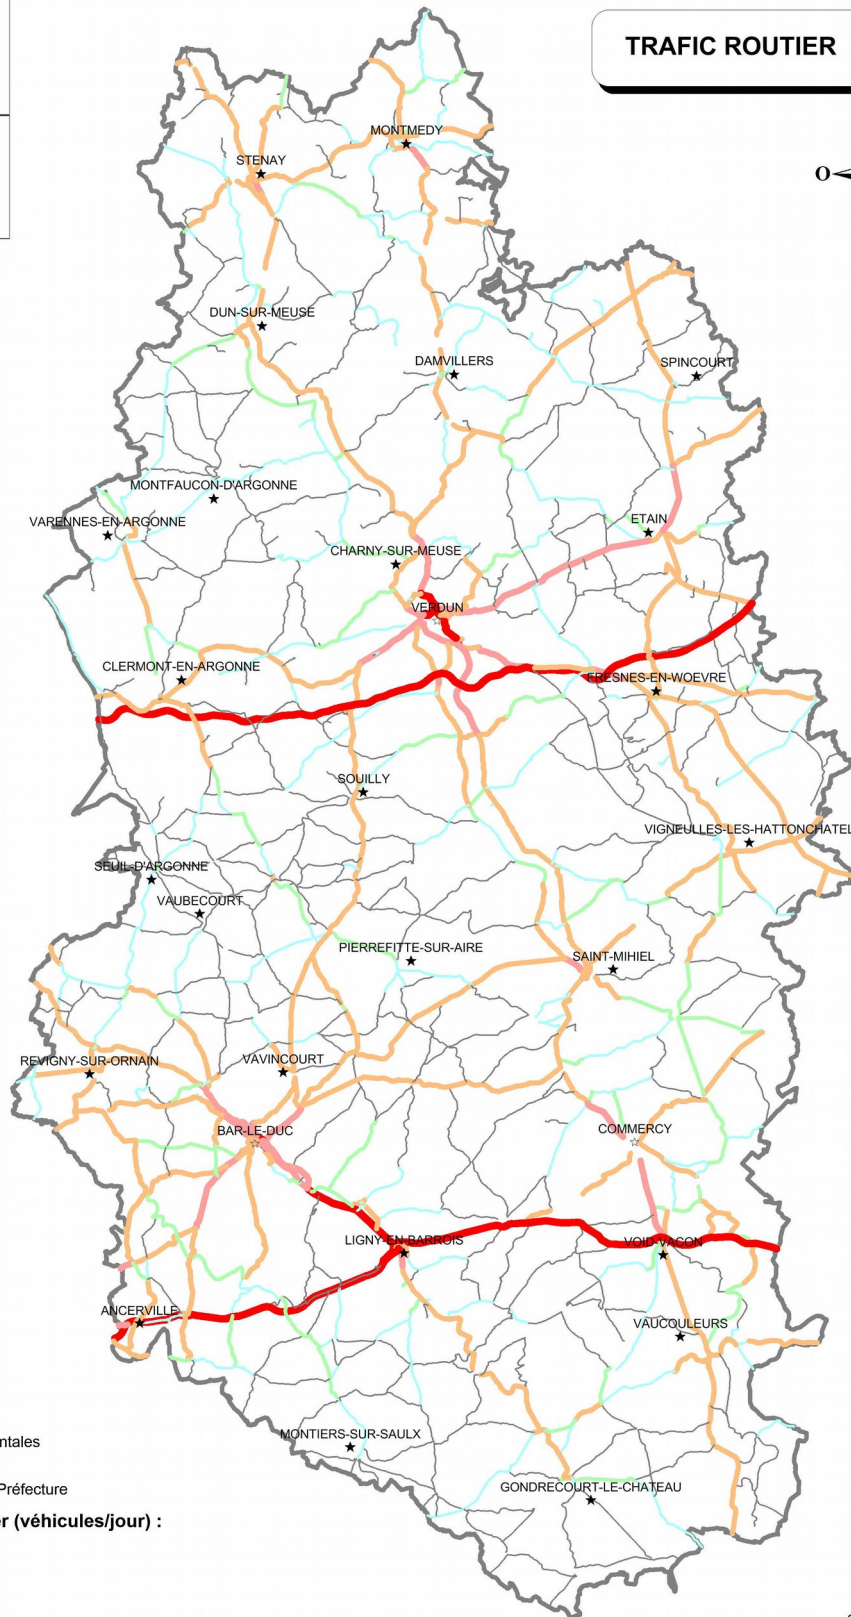 TRAFIC ROUTIER
O
MONTMEDY
STENAY
DUN-SUR-MEUSE
DAMVILLERS
SPINCOURT
MONTFAUCON-D'ARGONNE
VARENNES-EN-ARGONNE
ETAIN
CHARNY-SUR-MEUSE
VERDUN
CLERMONT-EN-ARGONNE
FRESNES-EN-WOEVRE
SOUILLY
VIGNEULLES-LES-HATTONCHATEL
SEUIL-D'ARGONNE
VAUBECOURT
PIERREFITTE-SUR-AIRE
SAINT-MIHIEL
REVIGNY-SUR-ORNAIN
VAVINCOURT
BAR-LE-DUC
COMMERCY
LIGNY-EN-BARROIS
VOID-VACON
ANCERVILLE
VAUCOULEURS
MONTIERS-SUR-SAULX
ntales
GONDRECOURT-LE-CHATEAU
Préfecture
er (véhicules/jour) :